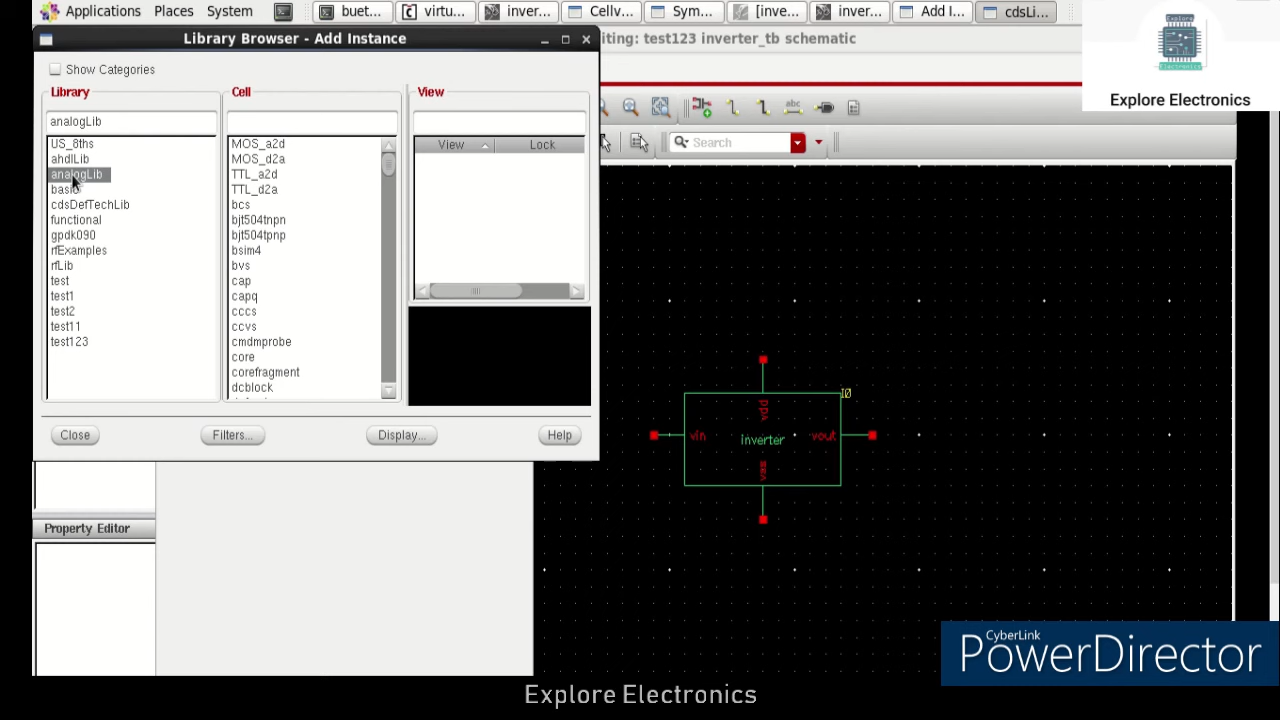 Applications Places System buet... virtu... inver... Cellv... Sym... [inve... inver... Add I... cdsLi...
Library Browser - Add Instance
iting: test123 inverter_tb schematic
Explore
Electronics
Explore Electronics
Show Categories
Library Cell View
analogLib
US_8ths
ahdlLib
analogLib
basic
cdsDefTechLib
functional
gpdk090
rfExamples
rfLib
test
test1
test2
test11
test123
MOS_a2d
MOS_d2a
TTL_a2d
TTL_d2a
bcs
bjt504tnpn
bjt504tpnp
bsim4
bvs
cap
capq
cccs
ccvs
cmdmprobe
core
corefragment
dcblock
View Lock
abc
Search
Close Filters... Display... Help
I0
vdd
vin inverter vout
vss
Property Editor
CyberLink
PowerDirector
Explore Electronics